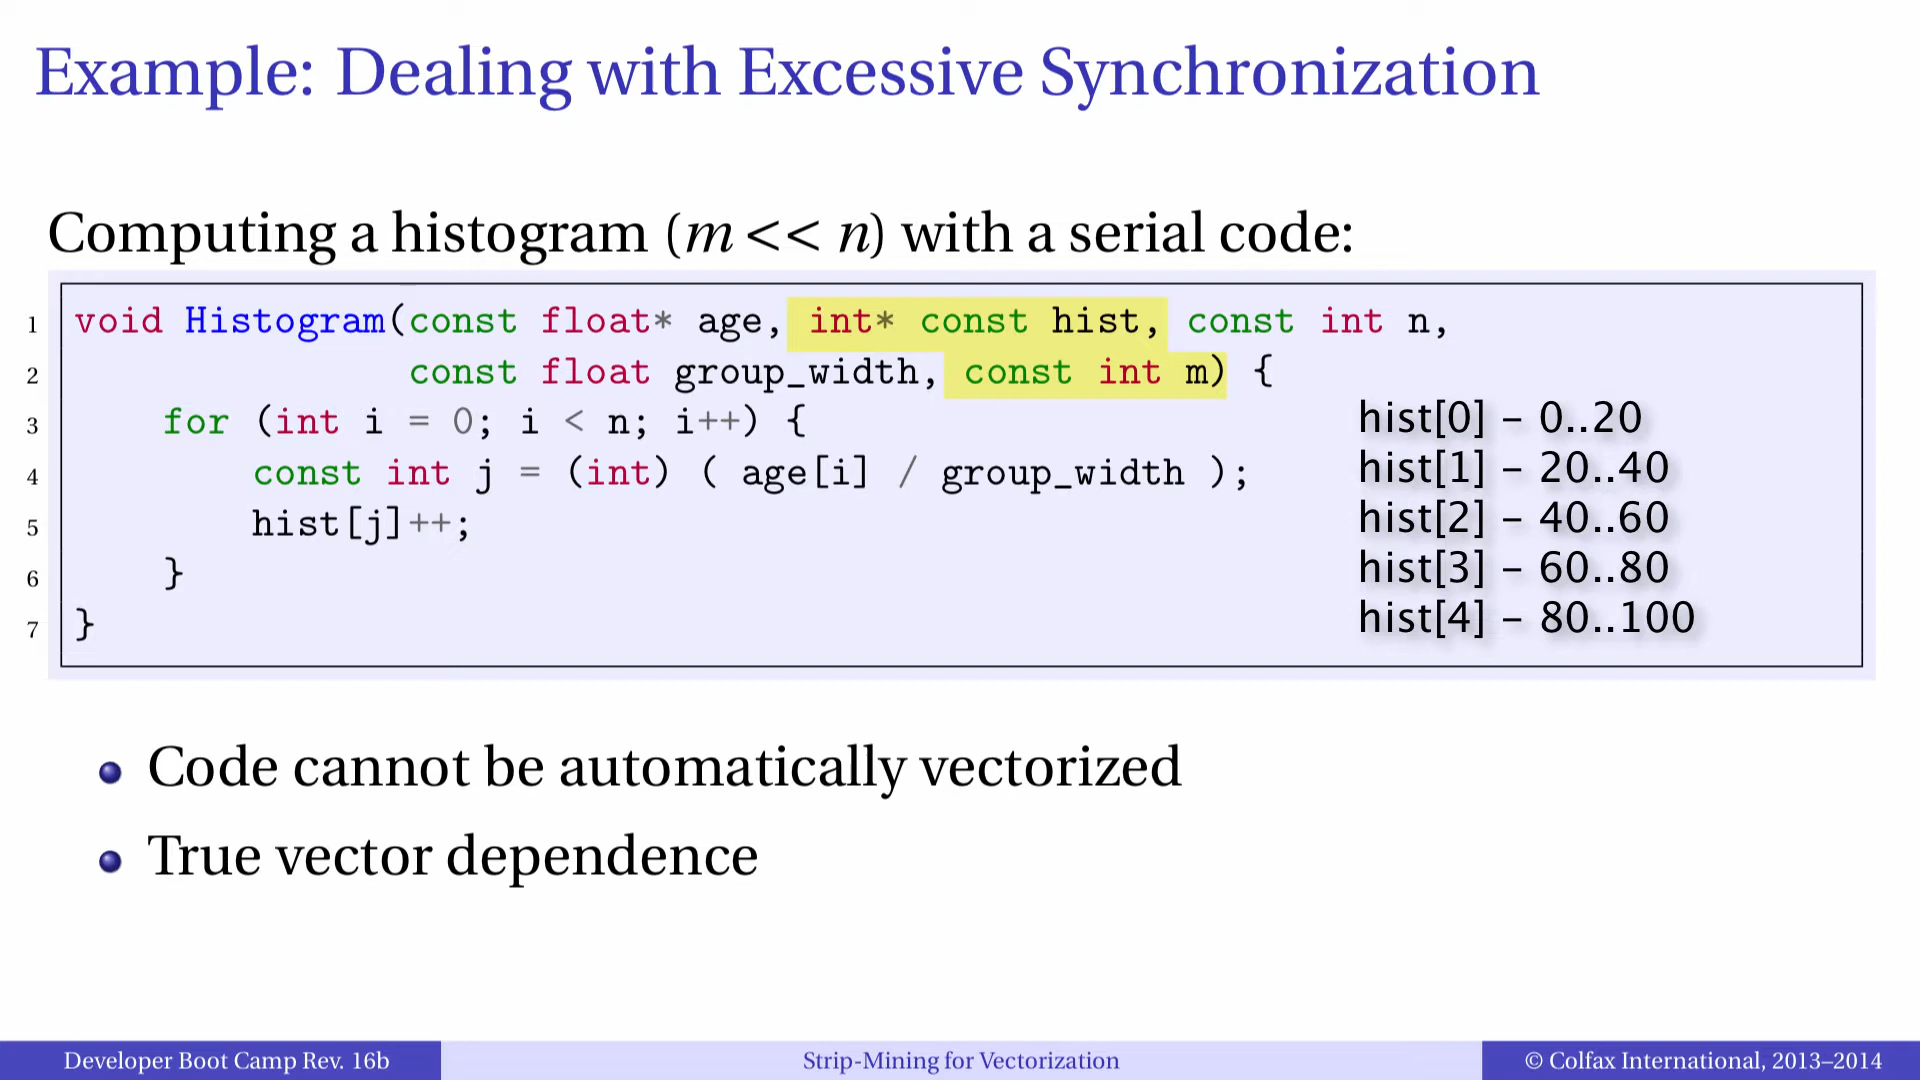 Example: Dealing with Excessive Synchronization
Computing a histogram (m << n) with a serial code:
1 void Histogram(const float* age, int* const hist, const int n,
2 const float group_width, const int m) {
3 for (int i = 0; i < n; i++) {
4 const int j = (int) ( age[i] / group_width );
5 hist[j]++;
6 }
7 }
hist[0] – 0..20
hist[1] – 20..40
hist[2] – 40..60
hist[3] – 60..80
hist[4] – 80..100
Code cannot be automatically vectorized
True vector dependence
Developer Boot Camp Rev. 16b
Strip-Mining for Vectorization
© Colfax International, 2013–2014